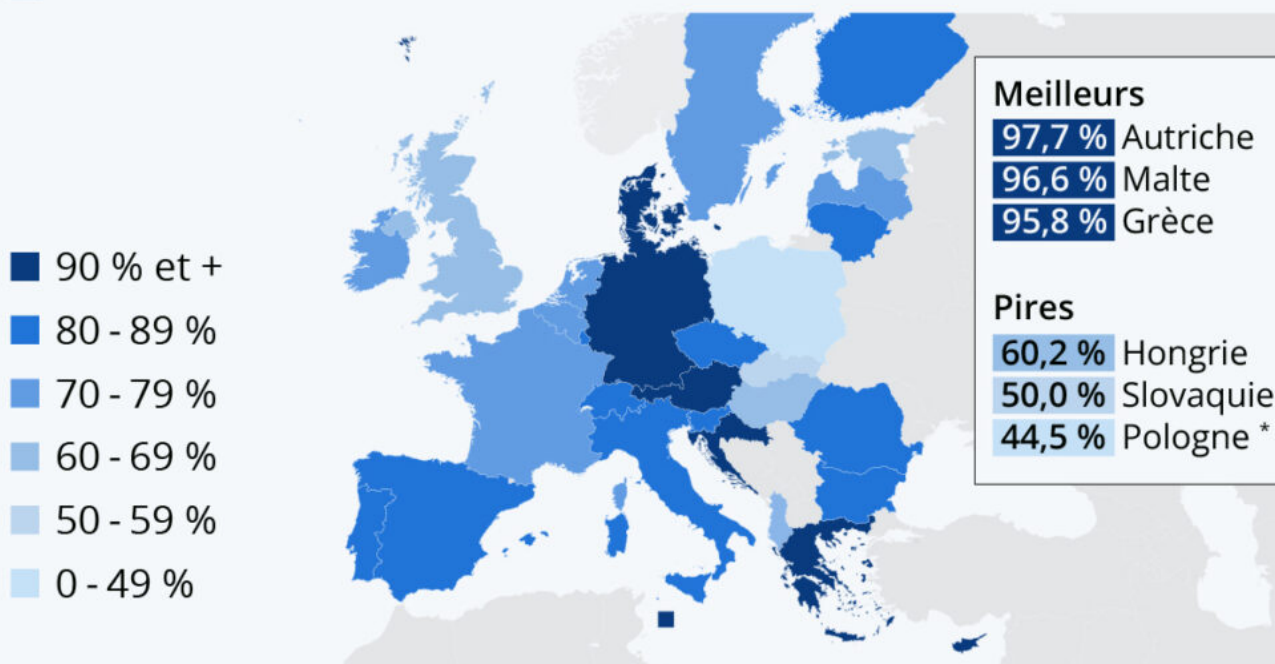 90 % et +
80 - 89 %
70 - 79 %
60 - 69 %
50 - 59 %
0 - 49 %
Meilleurs
97,7 % Autriche
96,6 % Malte
95,8 % Grèce
Pires
60,2 % Hongrie
50,0 % Slovaquie
44,5 % Pologne *